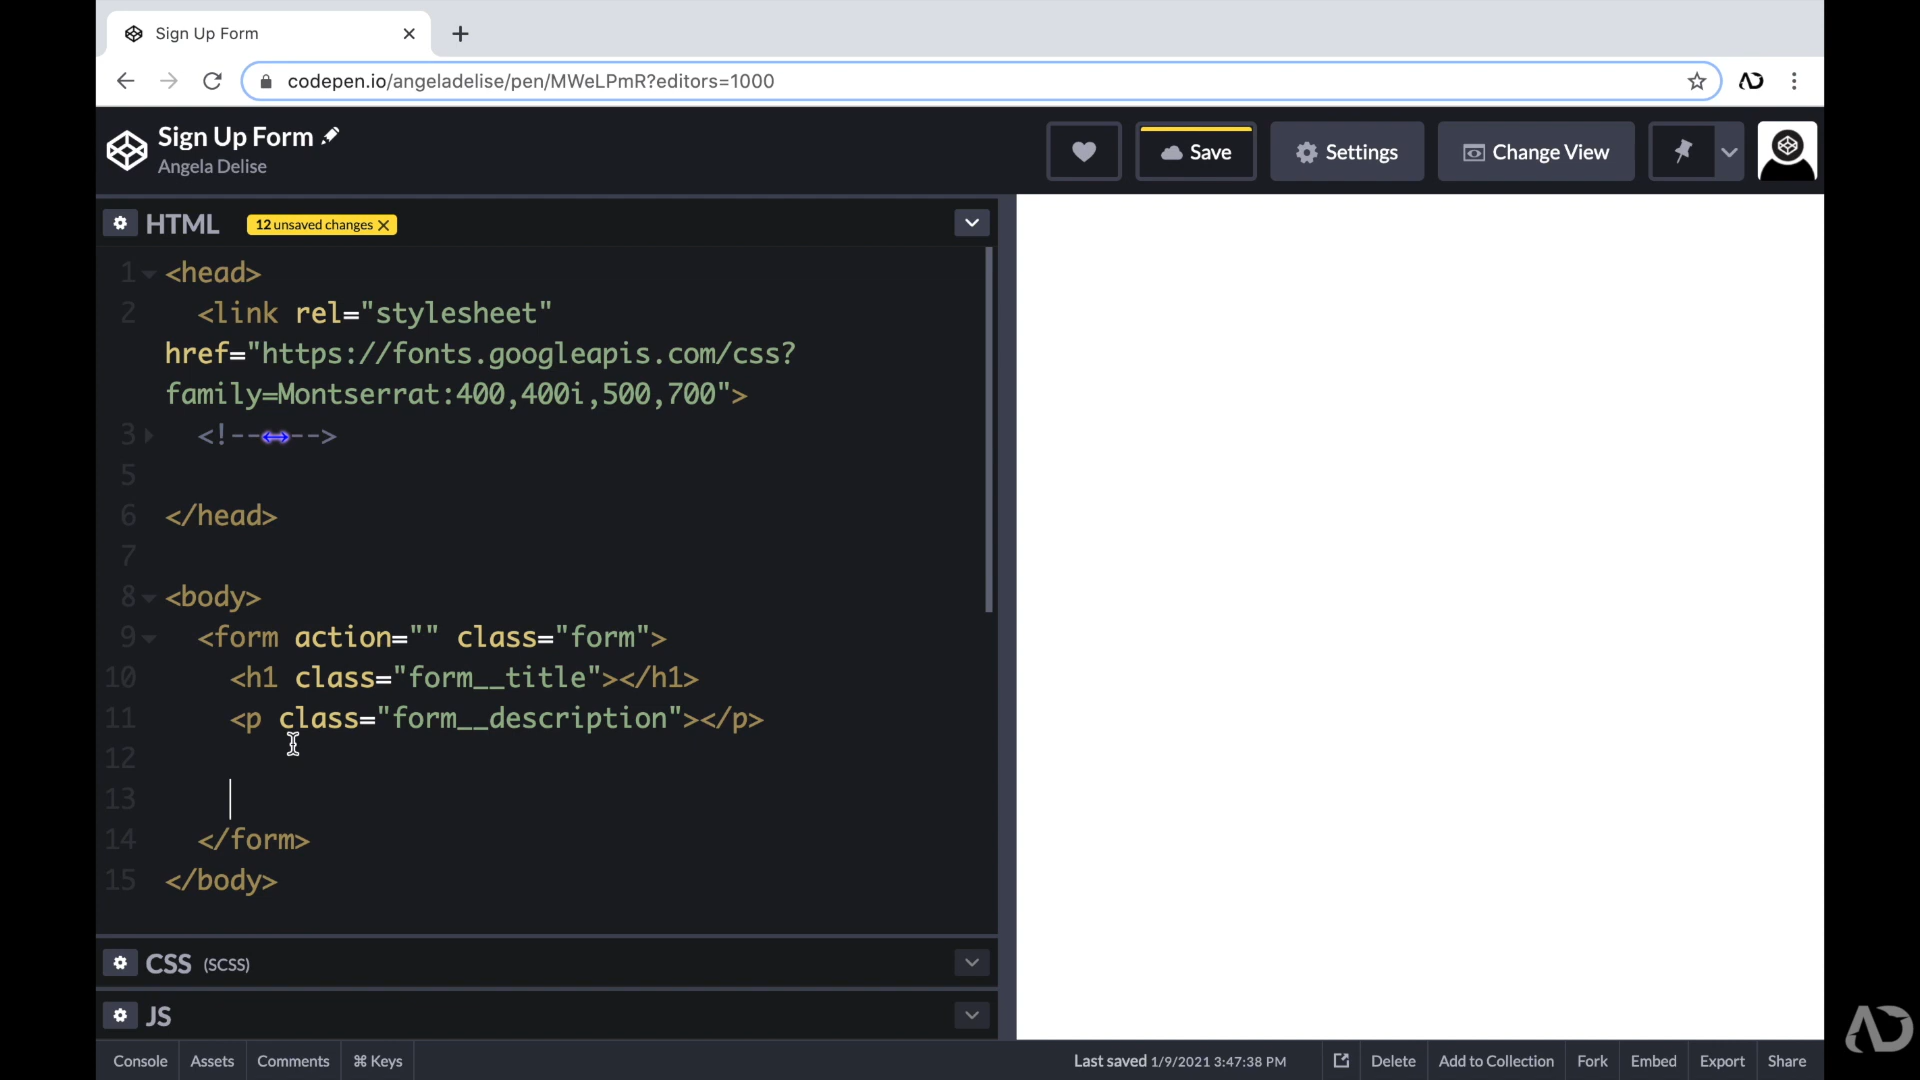 Sign Up Form
codepen.io/angeladelise/pen/MWeLPmR?editors=1000
Sign Up Form
Angela Delise
Save
Settings
Change View
HTML
12 unsaved changes
1 <head>
2 <link rel="stylesheet"
href="https://fonts.googleapis.com/css?
family=Montserrat:400,400i,500,700">
3 <!--↔-->
5
6 </head>
7
8 <body>
9 <form action="" class="form">
10 <h1 class="form__title"></h1>
11 <p class="form__description"></p>
12
13
14 </form>
15 </body>
CSS (SCSS)
JS
Console Assets Comments ⌘ Keys
Last saved 1/9/2021 3:47:38 PM Delete Add to Collection Fork Embed Export Share
AD